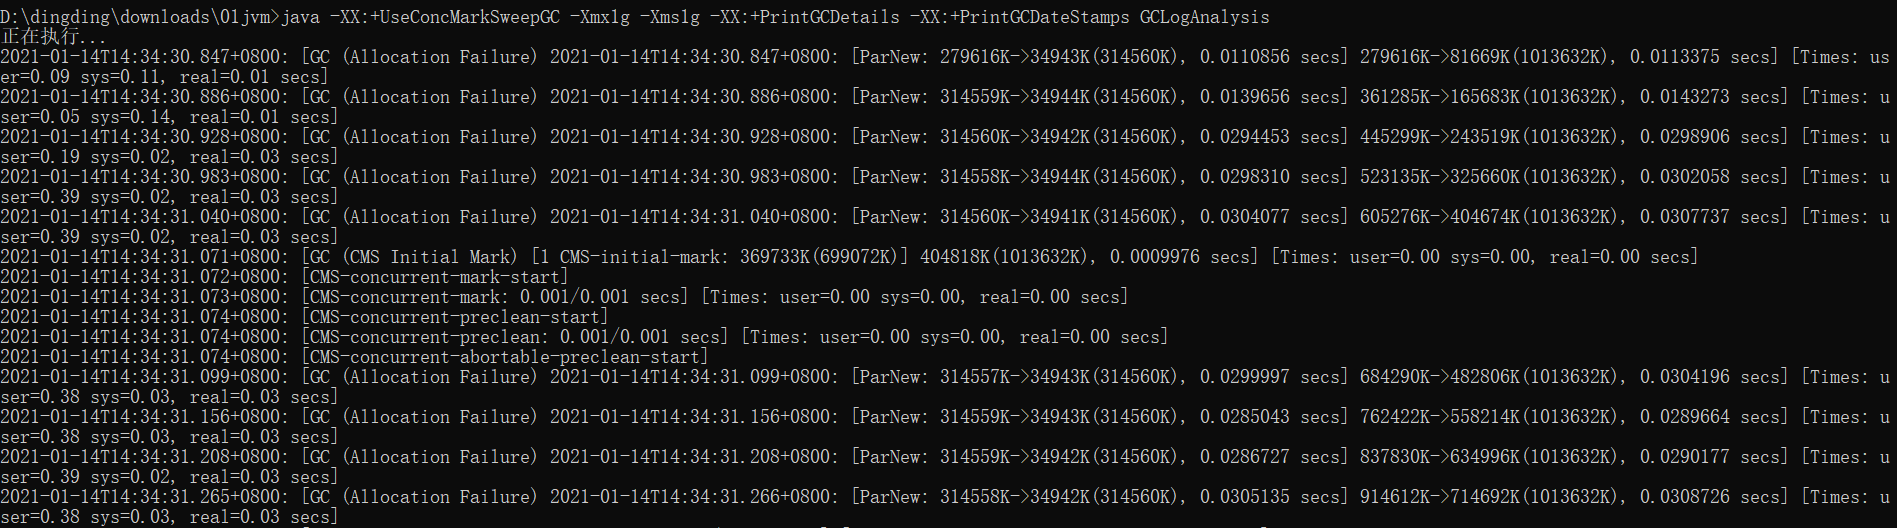 D:\dingding\downloads\01jvm>java -XX:+UseConcMarkSweepGC -Xmx1g -Xms1g -XX:+PrintGCDetails -XX:+PrintGCDateStamps GCLogAnalysis
正在执行...
2021-01-14T14:34:30.847+0800: [GC (Allocation Failure) 2021-01-14T14:34:30.847+0800: [ParNew: 279616K->34943K(314560K), 0.0110856 secs] 279616K->81669K(1013632K), 0.0113375 secs] [Times: us
er=0.09 sys=0.11, real=0.01 secs]
2021-01-14T14:34:30.886+0800: [GC (Allocation Failure) 2021-01-14T14:34:30.886+0800: [ParNew: 314559K->34944K(314560K), 0.0139656 secs] 361285K->165683K(1013632K), 0.0143273 secs] [Times: u
ser=0.05 sys=0.14, real=0.01 secs]
2021-01-14T14:34:30.928+0800: [GC (Allocation Failure) 2021-01-14T14:34:30.928+0800: [ParNew: 314560K->34942K(314560K), 0.0294453 secs] 445299K->243519K(1013632K), 0.0298906 secs] [Times: u
ser=0.19 sys=0.02, real=0.03 secs]
2021-01-14T14:34:30.983+0800: [GC (Allocation Failure) 2021-01-14T14:34:30.983+0800: [ParNew: 314558K->34944K(314560K), 0.0298310 secs] 523135K->325660K(1013632K), 0.0302058 secs] [Times: u
ser=0.39 sys=0.02, real=0.03 secs]
2021-01-14T14:34:31.040+0800: [GC (Allocation Failure) 2021-01-14T14:34:31.040+0800: [ParNew: 314560K->34941K(314560K), 0.0304077 secs] 605276K->404674K(1013632K), 0.0307737 secs] [Times: u
ser=0.39 sys=0.02, real=0.03 secs]
2021-01-14T14:34:31.071+0800: [GC (CMS Initial Mark) [1 CMS-initial-mark: 369733K(699072K)] 404818K(1013632K), 0.0009976 secs] [Times: user=0.00 sys=0.00, real=0.00 secs]
2021-01-14T14:34:31.072+0800: [CMS-concurrent-mark-start]
2021-01-14T14:34:31.073+0800: [CMS-concurrent-mark: 0.001/0.001 secs] [Times: user=0.00 sys=0.00, real=0.00 secs]
2021-01-14T14:34:31.074+0800: [CMS-concurrent-preclean-start]
2021-01-14T14:34:31.074+0800: [CMS-concurrent-preclean: 0.001/0.001 secs] [Times: user=0.00 sys=0.00, real=0.00 secs]
2021-01-14T14:34:31.074+0800: [CMS-concurrent-abortable-preclean-start]
2021-01-14T14:34:31.099+0800: [GC (Allocation Failure) 2021-01-14T14:34:31.099+0800: [ParNew: 314557K->34943K(314560K), 0.0299997 secs] 684290K->482806K(1013632K), 0.0304196 secs] [Times: u
ser=0.38 sys=0.03, real=0.03 secs]
2021-01-14T14:34:31.156+0800: [GC (Allocation Failure) 2021-01-14T14:34:31.156+0800: [ParNew: 314559K->34943K(314560K), 0.0285043 secs] 762422K->558214K(1013632K), 0.0289664 secs] [Times: u
ser=0.38 sys=0.03, real=0.03 secs]
2021-01-14T14:34:31.208+0800: [GC (Allocation Failure) 2021-01-14T14:34:31.208+0800: [ParNew: 314559K->34942K(314560K), 0.0286727 secs] 837830K->634996K(1013632K), 0.0290177 secs] [Times: u
ser=0.39 sys=0.02, real=0.03 secs]
2021-01-14T14:34:31.265+0800: [GC (Allocation Failure) 2021-01-14T14:34:31.266+0800: [ParNew: 314558K->34942K(314560K), 0.0305135 secs] 914612K->714692K(1013632K), 0.0308726 secs] [Times: u
ser=0.38 sys=0.03, real=0.03 secs]